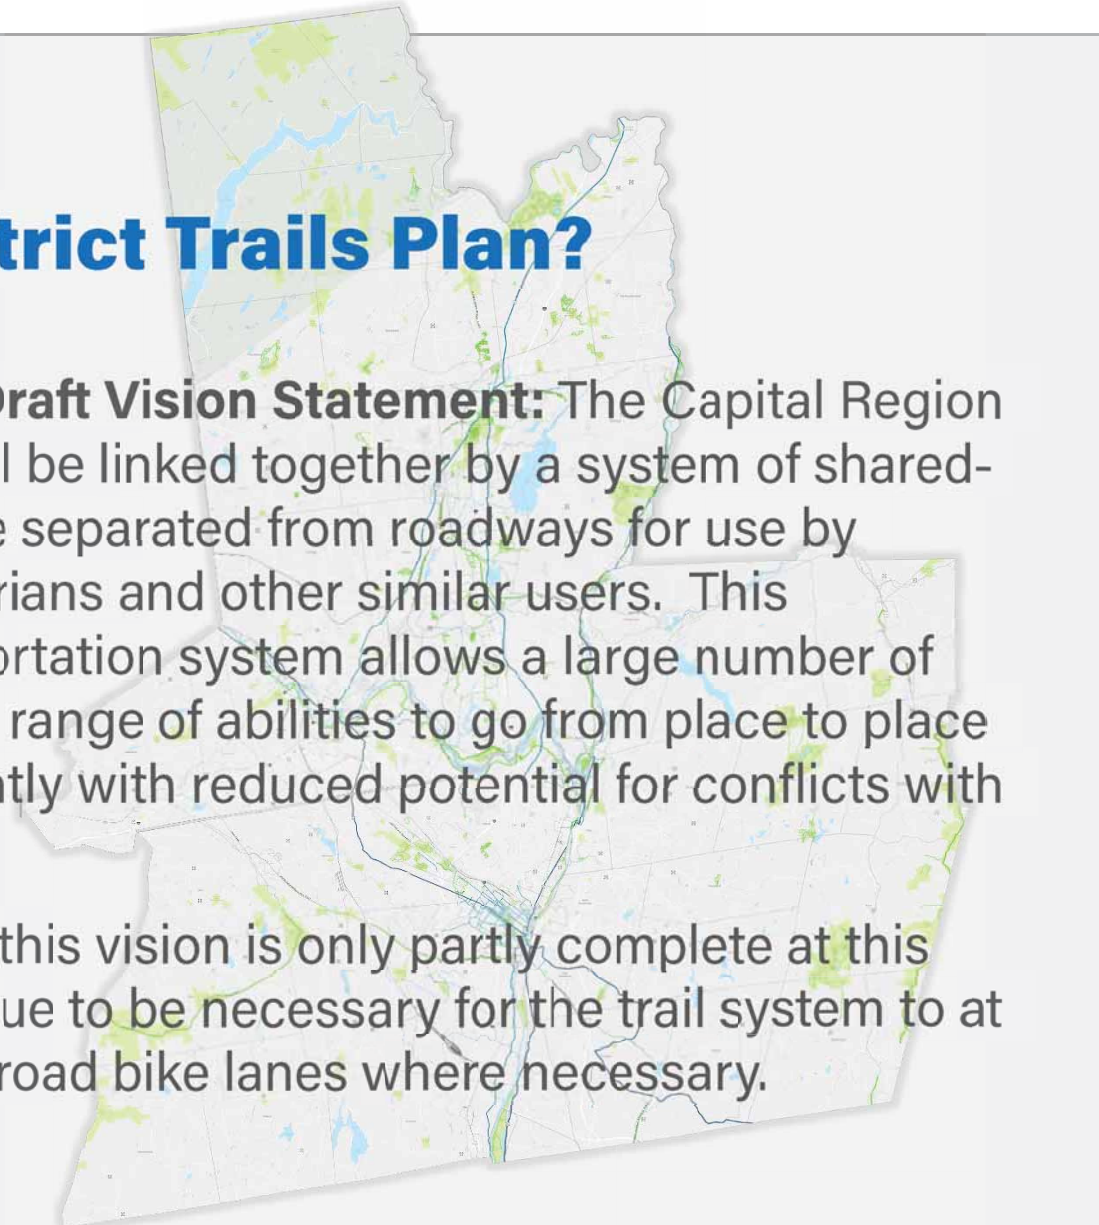 trict Trails Plan?
Draft Vision Statement: The Capital Region
l be linked together by a system of shared-
e separated from roadways for use by
rians and other similar users. This
ortation system allows a large number of
range of abilities to go from place to place
ntly with reduced potential for conflicts with
this vision is only partly complete at this
ue to be necessary for the trail system to at
road bike lanes where necessary.